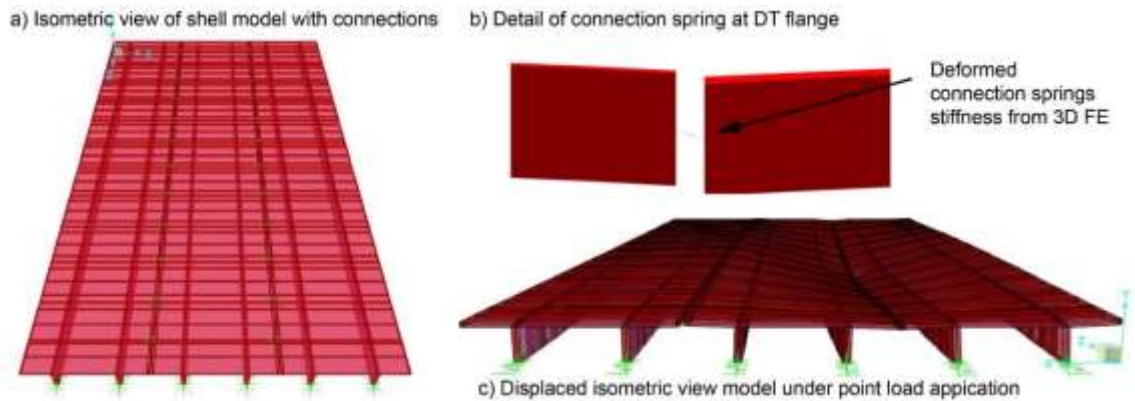 a) Isometric view of shell model with connections
b) Detail of connection spring at DT flange
Deformed
connection springs
stiffness from 3D FE
c) Displaced isometric view model under point load appication